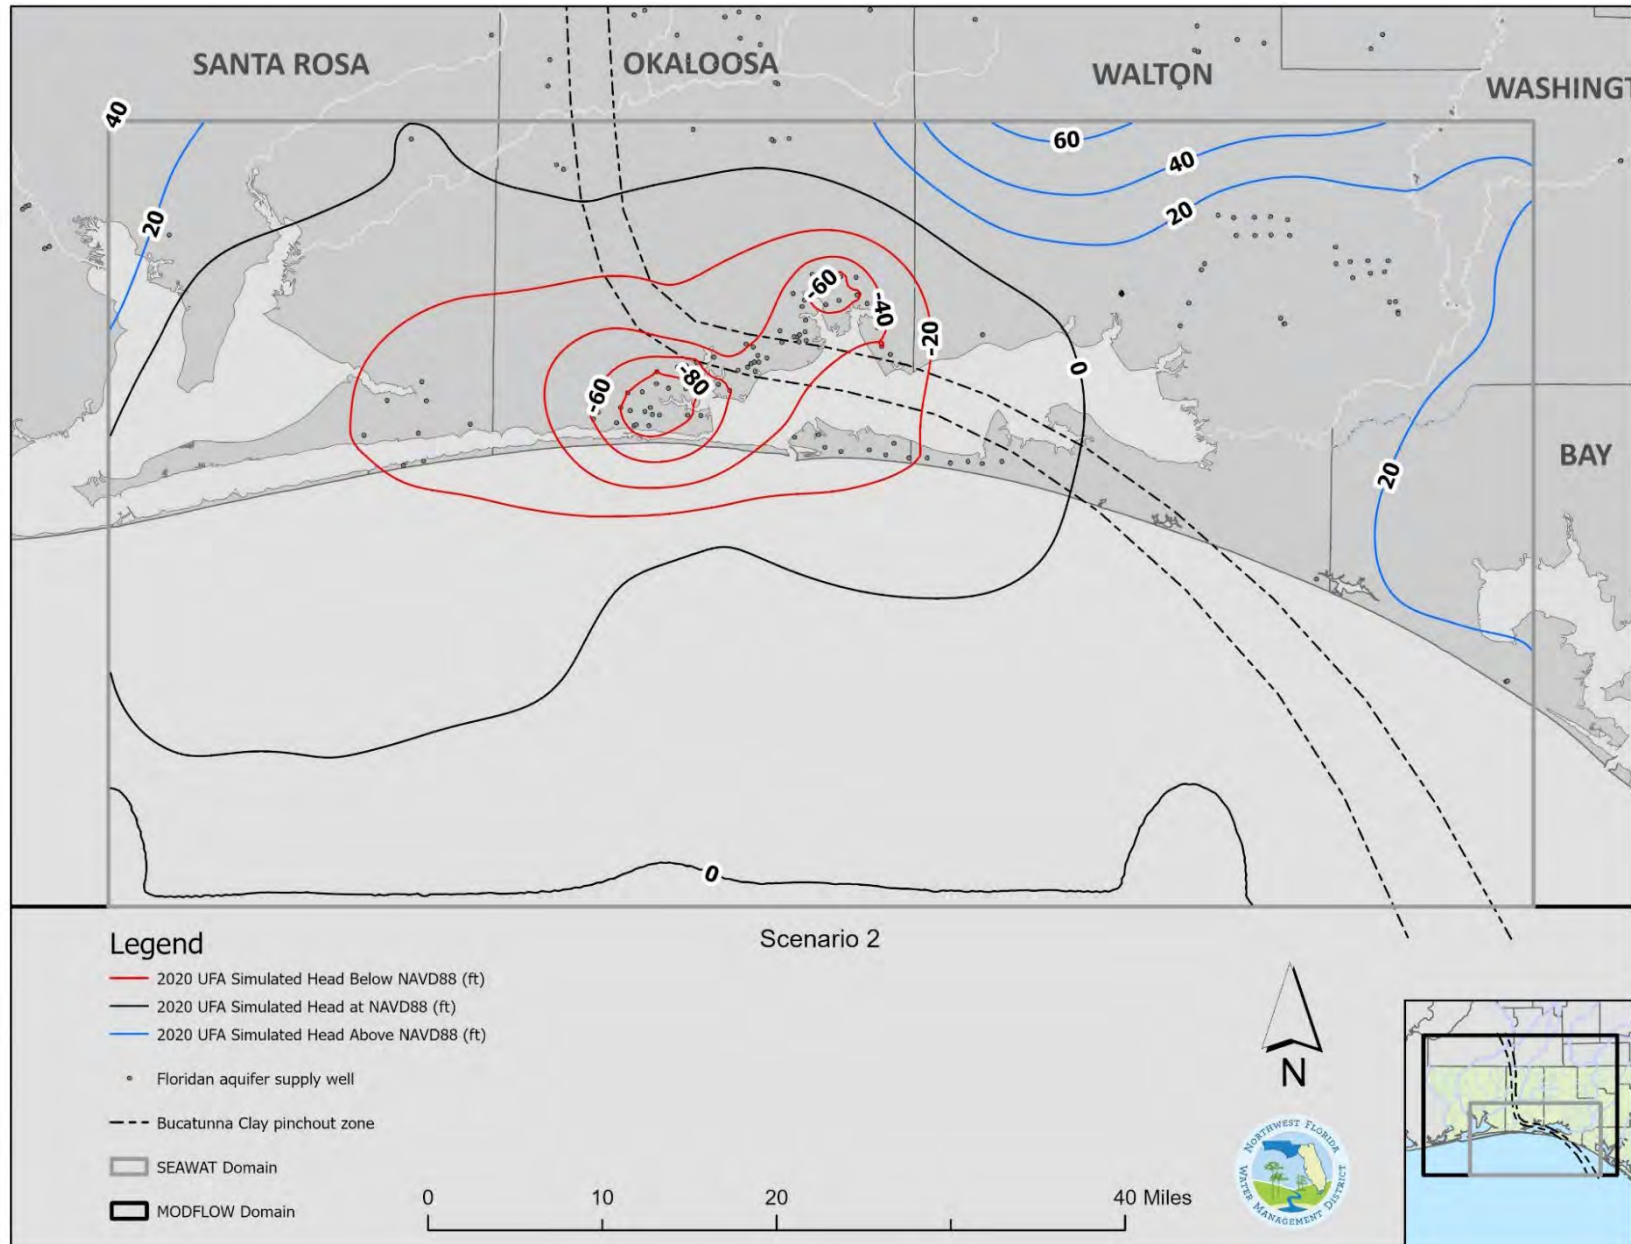 SANTA ROSA
OKALOOSA
WALTON
WASHINGT
40
60
40
20
20
-60
-40
-20
0
-80
-60
20
BAY
0
Legend
Scenario 2
2020 UFA Simulated Head Below NAVD88 (ft)
2020 UFA Simulated Head at NAVD88 (ft)
2020 UFA Simulated Head Above NAVD88 (ft)
Floridan aquifer supply well
Bucatunna Clay pinchout zone
SEAWAT Domain
MODFLOW Domain
0 10 20 40 Miles
N
NORTHWEST FLORIDA
WATER MANAGEMENT DISTRICT